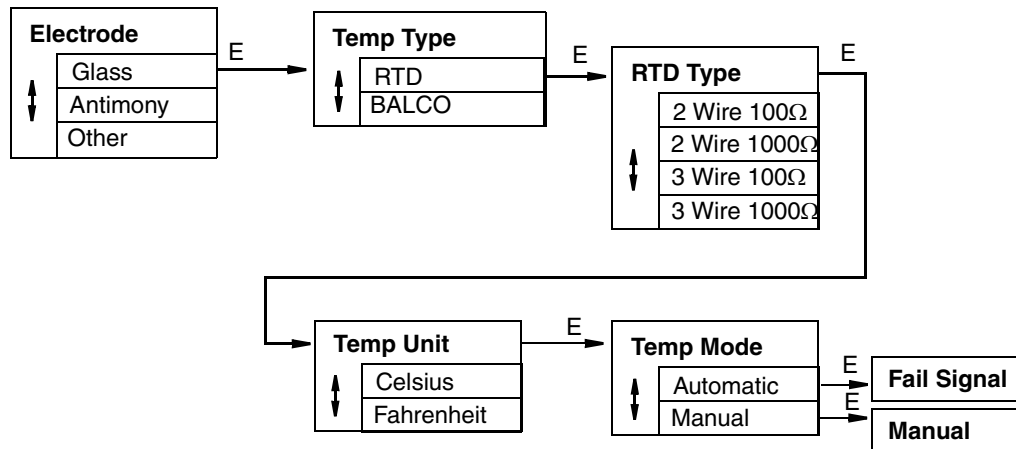 Electrode
Glass
Antimony
Other
E
Temp Type
RTD
BALCO
E
RTD Type
2 Wire 100Ω
2 Wire 1000Ω
3 Wire 100Ω
3 Wire 1000Ω
E
Temp Unit
Celsius
Fahrenheit
E
Temp Mode
Automatic
Manual
E
Fail Signal
E
Manual